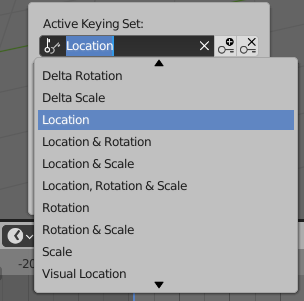 Active Keying Set:
Location
Delta Rotation
Delta Scale
Location
Location & Rotation
Location & Scale
Location, Rotation & Scale
Rotation
Rotation & Scale
Scale
Visual Location